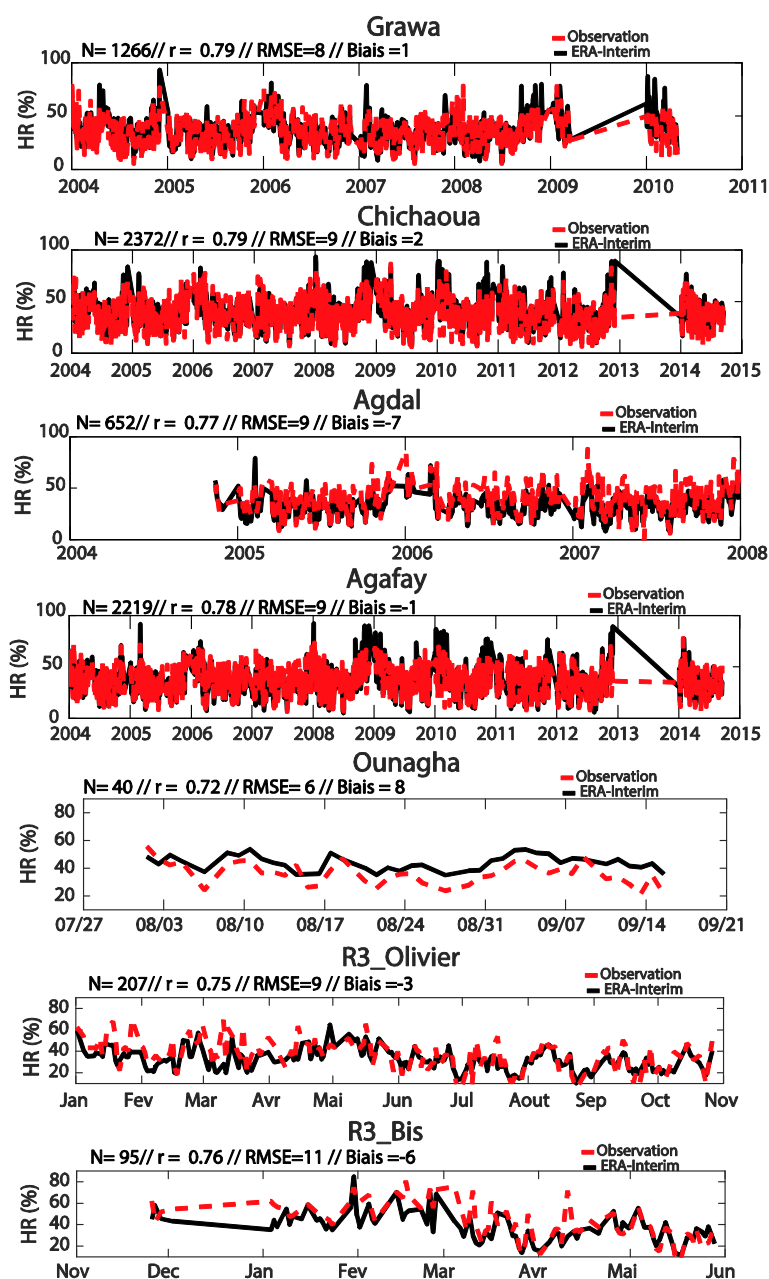 Grawa
N= 1266// r = 0.79 // RMSE=8 // Biais =1
Observation
ERA-Interim
HR (%)
100
50
0
2004 2005 2006 2007 2008 2009 2010 2011
Chichaoua
N= 2372// r = 0.79 // RMSE=9 // Biais =2
Observation
ERA-Interim
HR (%)
100
50
0
2004 2005 2006 2007 2008 2009 2010 2011 2012 2013 2014 2015
Agdal
N= 652// r = 0.77 // RMSE=9 // Biais =-7
Observation
ERA-Interim
HR (%)
100
50
0
2004 2005 2006 2007 2008
Agafay
N= 2219// r = 0.78 // RMSE=9 // Biais =-1
Observation
ERA-Interim
HR (%)
100
50
0
2004 2005 2006 2007 2008 2009 2010 2011 2012 2013 2014 2015
Ounagha
N= 40 // r = 0.72 // RMSE= 6 // Biais = 8
Observation
ERA-Interim
HR (%)
80
60
40
20
07/27 08/03 08/10 08/17 08/24 08/31 09/07 09/14 09/21
R3_Olivier
N= 207// r = 0.75 // RMSE=9 // Biais =-3
Observation
ERA-Interim
HR (%)
80
60
40
20
Jan Fev Mar Avr Mai Jun Jul Aout Sep Oct Nov
R3_Bis
N= 95// r = 0.76 // RMSE=11 // Biais =-6
Observation
ERA-Interim
HR (%)
80
60
40
20
Nov Dec Jan Fev Mar Avr Mai Jun